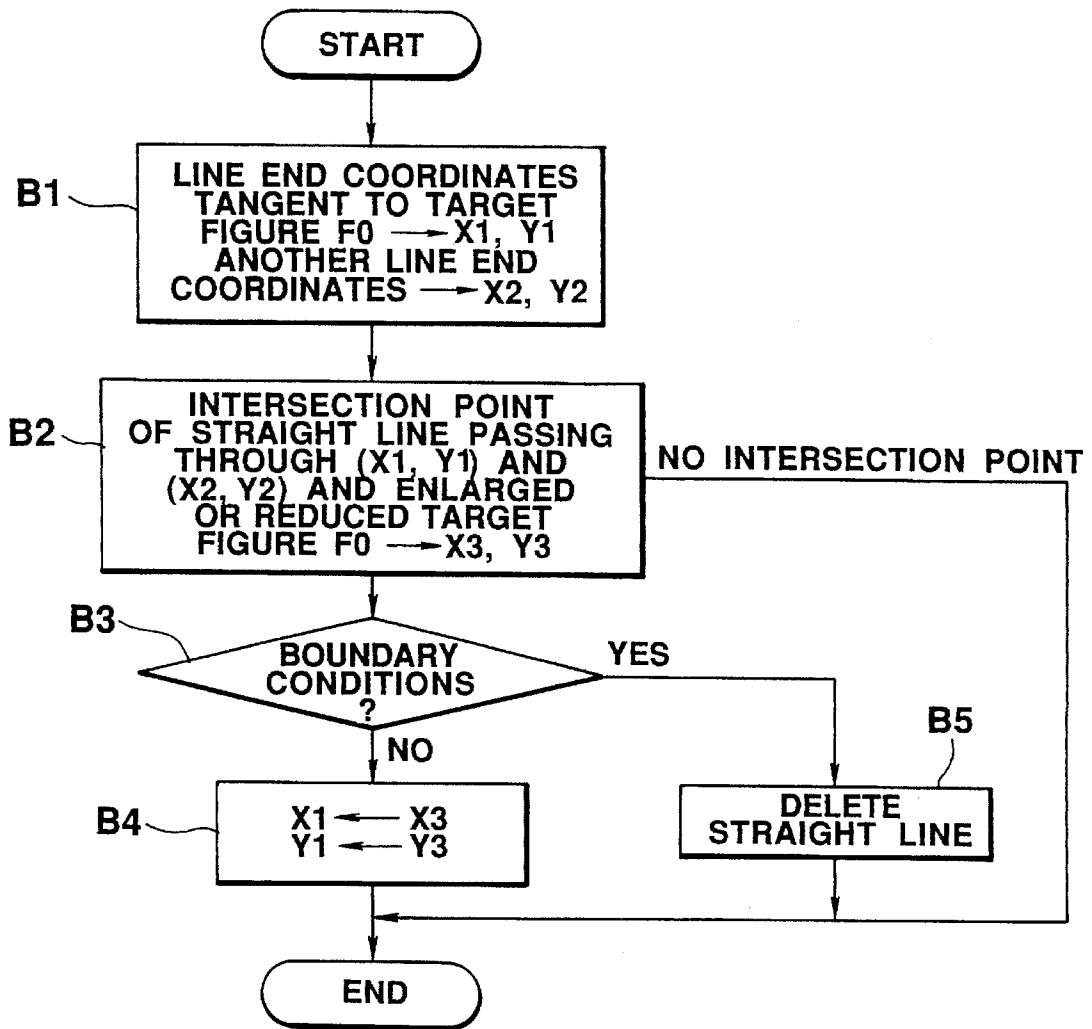 START
B1
LINE END COORDINATES
TANGENT TO TARGET
FIGURE F0 → X1, Y1
ANOTHER LINE END
COORDINATES → X2, Y2
B2
INTERSECTION POINT
OF STRAIGHT LINE PASSING
THROUGH (X1, Y1) AND
(X2, Y2) AND ENLARGED
OR REDUCED TARGET
FIGURE F0 → X3, Y3
NO INTERSECTION POINT
B3
BOUNDARY
CONDITIONS
?
YES
NO
B4
X1 ← X3
Y1 ← Y3
B5
DELETE
STRAIGHT LINE
END